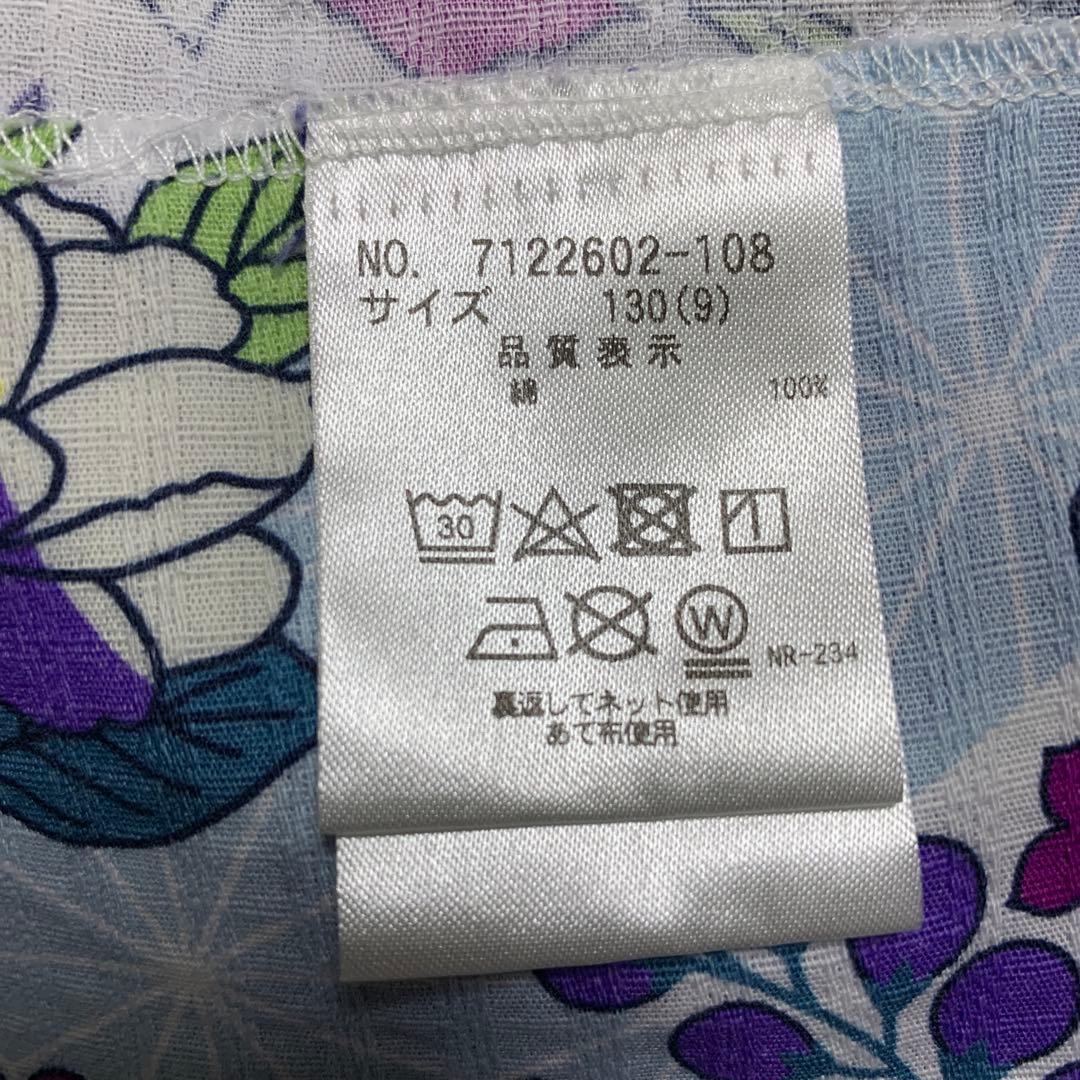 NO. 7122602-108
サイズ 130(9)
品質表示
綿 100%
30
W NR-234
裏返してネット使用
あて布使用